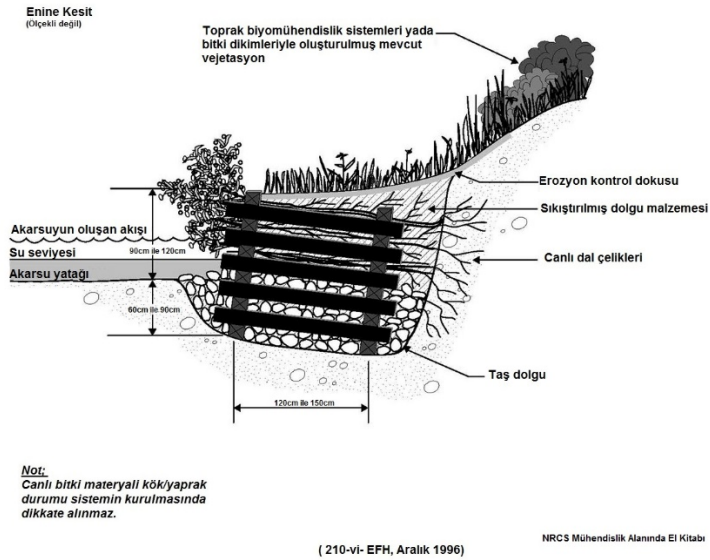 Enine Kesit
(Ölçekli değil)
Toprak biyomühendislik sistemleri yada
bitki dikimleriyle oluşturulmuş mevcut
vejetasyon
Erozyon kontrol dokusu
Sıkıştırılmış dolgu malzemesi
Akarsuyun oluşan akışı
Su seviyesi
90cm ile 120cm
Canlı dal çelikleri
Akarsu yatağı
60cm ile 90cm
Taş dolgu
120cm ile 150cm
Not;
Canlı bitki materyali kök/yaprak
durumu sistemin kurulmasında
dikkate alınmaz.
NRCS Mühendislik Alanında El Kitabı
( 210-vi- EFH, Aralık 1996)